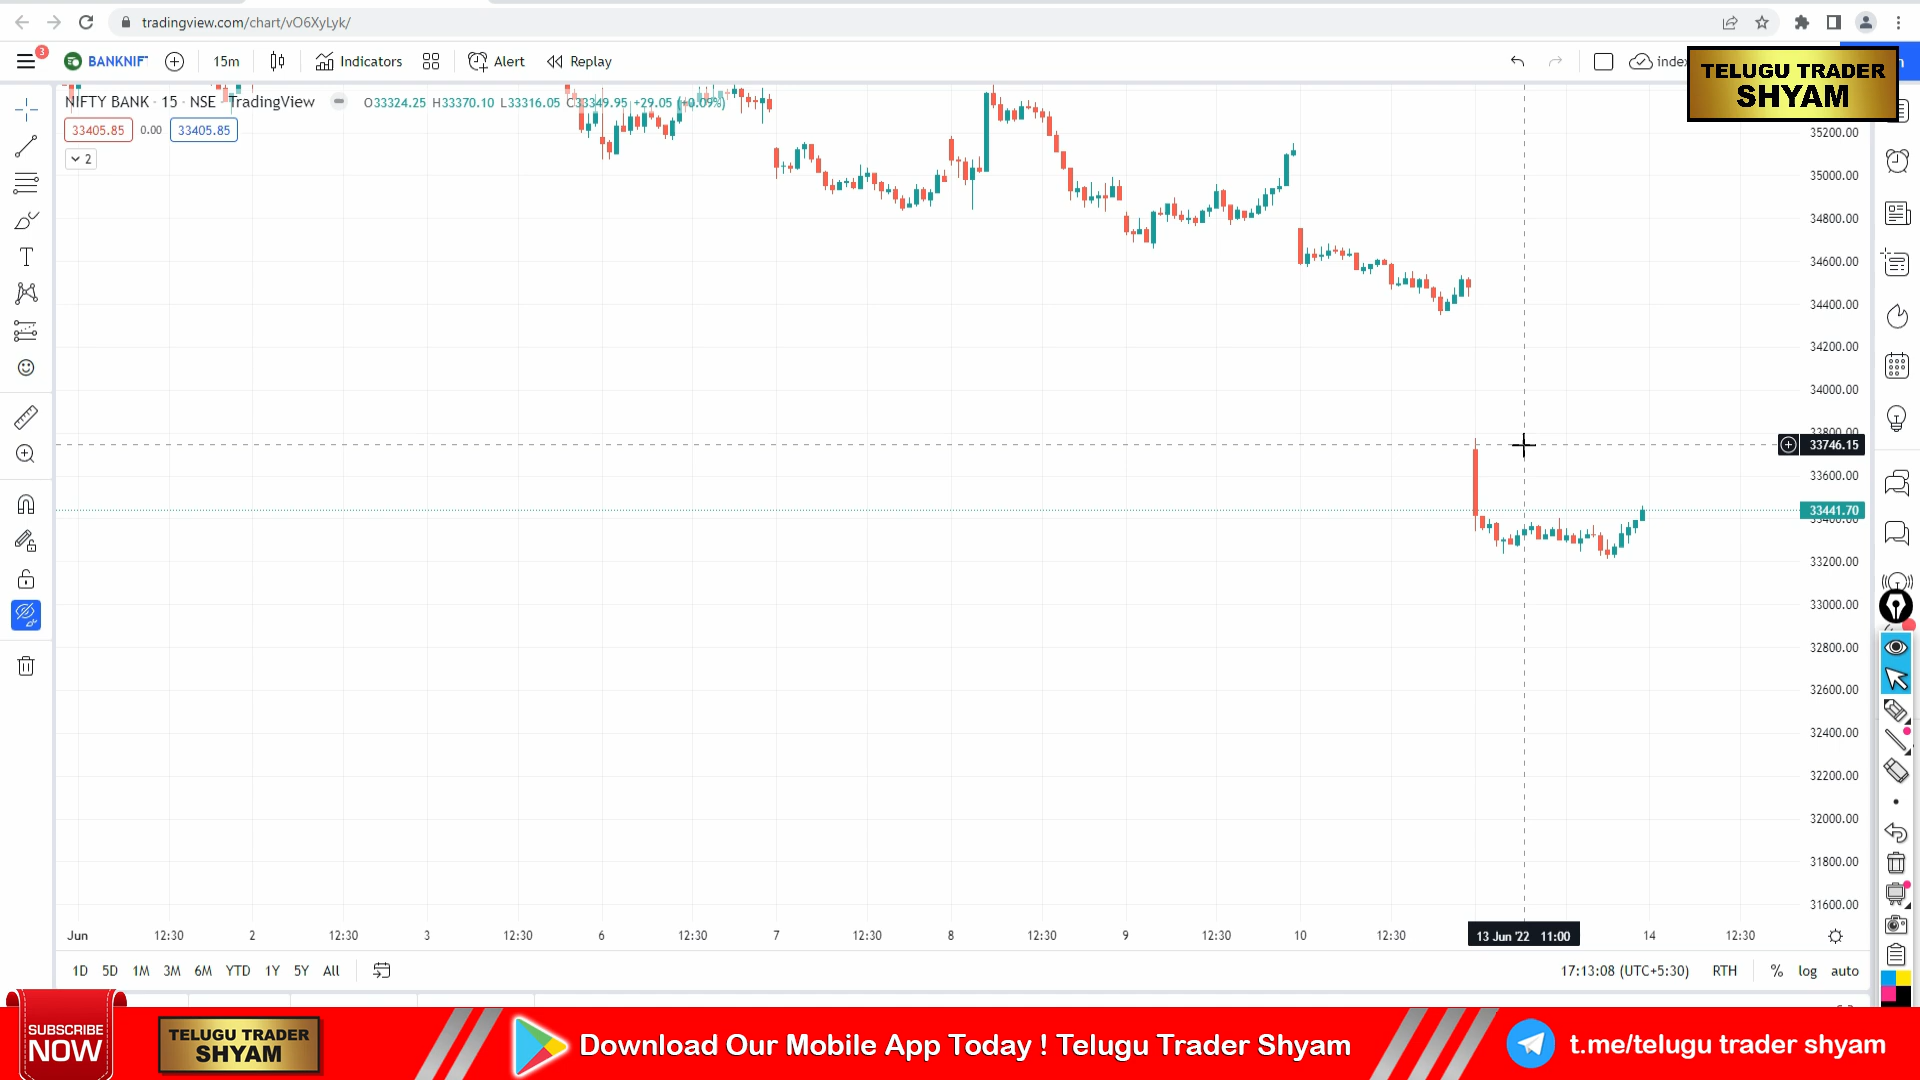 tradingview.com/chart/vO6XyLyk/
3
BANKNIF
15m
Indicators
Alert
Replay
index
TELUGU TRADER
SHYAM
NIFTY BANK · 15 · NSE
TradingView
O33324.25 H33370.10 L33316.05 C33349.95 +29.05 (+0.09%)
33405.85 0.00 33405.85
2
35200.00
35000.00
34800.00
34600.00
34400.00
34200.00
34000.00
33800.00
33746.15
33600.00
33441.70
33400.00
33200.00
33000.00
32800.00
32600.00
32400.00
32200.00
32000.00
31800.00
31600.00
Jun 12:30 2 12:30 3 12:30 6 12:30 7 12:30 8 12:30 9 12:30 10 12:30 13 Jun '22 11:00 14 12:30
1D 5D 1M 3M 6M YTD 1Y 5Y All
17:13:08 (UTC+5:30) RTH % log auto
SUBSCRIBE
NOW
TELUGU TRADER
SHYAM
Download Our Mobile App Today ! Telugu Trader Shyam
t.me/telugu trader shyam